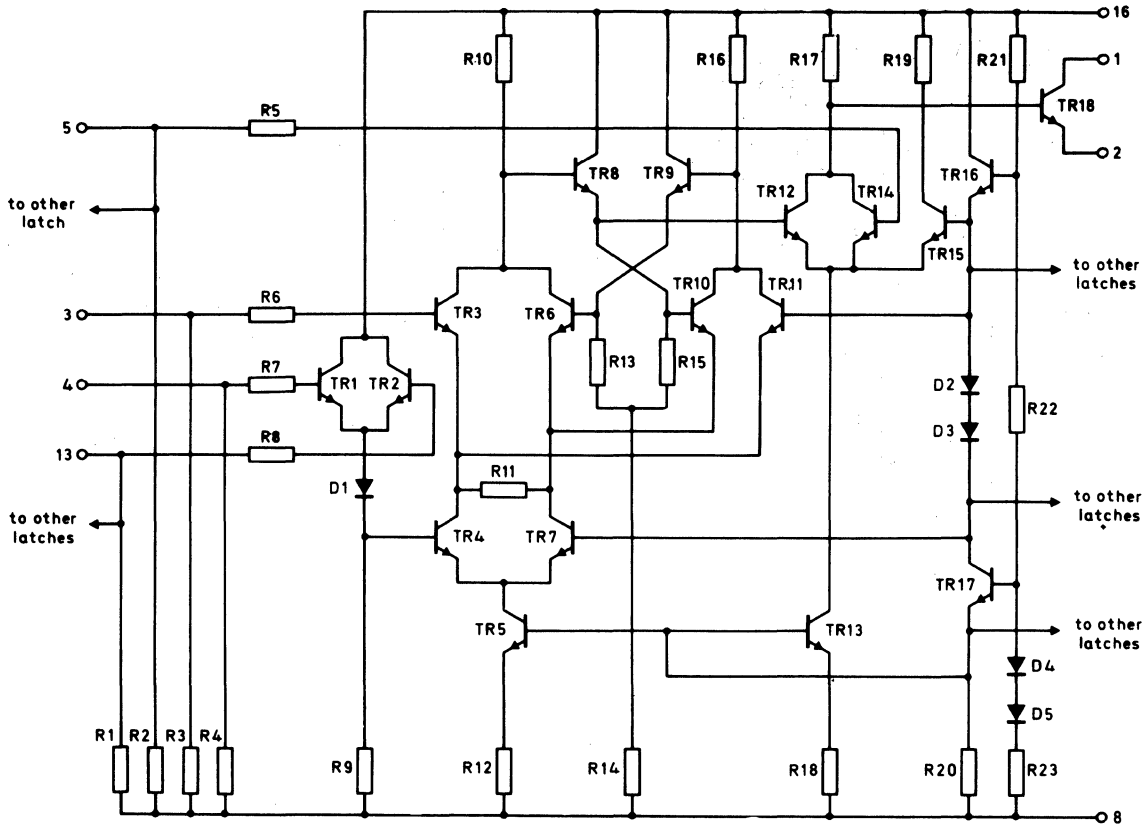 16
R10
R16
R17
R19
R21
1
TR18
2
R5
5
TR8
TR9
TR12
TR14
TR16
to other
latch
TR15
to other
latches
TR10
TR11
R6
3
TR3
TR6
R13
R15
R7
4
TR1
TR2
D2
R22
D3
R8
13
R11
D1
to other
latches
to other
latches
TR4
TR7
TR17
TR5
TR13
to other
latches
D4
D5
R1
R2
R3
R4
R9
R12
R14
R18
R20
R23
8